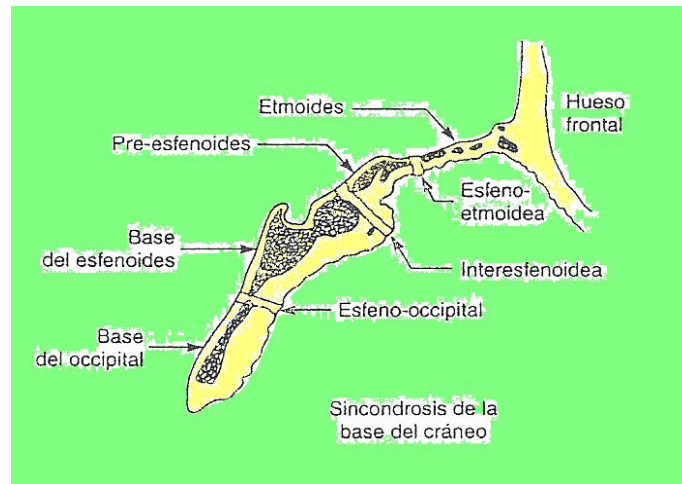 Etmoides
Hueso
frontal
Pre-esfenoides
Esfeno-
etmoidea
Base
del esfenoides
Interesfenoidea
Esfeno-occipital
Base
del occipital
Sincondrosis de la
base del cráneo